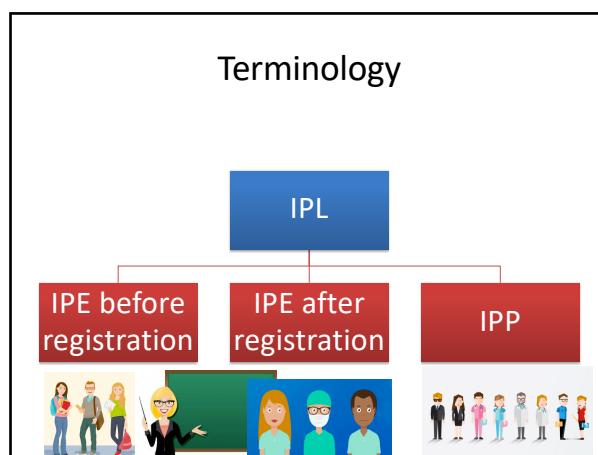 Terminology
IPL
IPE before
registration
IPE after
registration
IPP